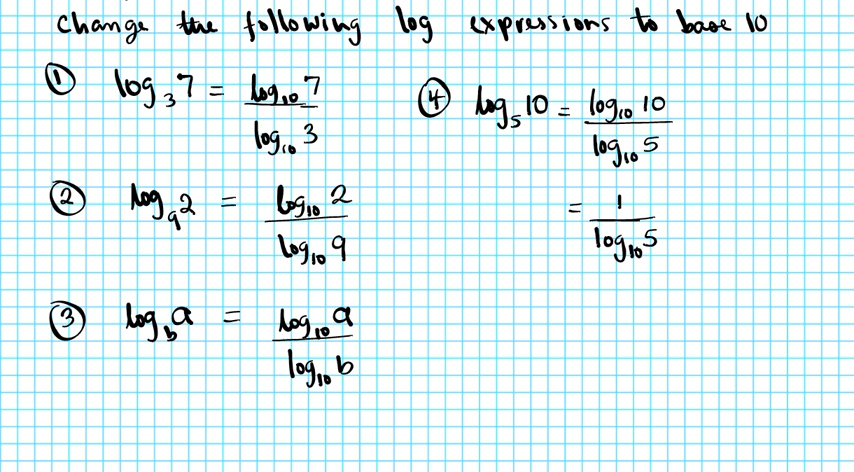 change the following log expressions to base 10
① log₃7 = log₁₀7 / log₁₀3
② log₉2 = log₁₀2 / log₁₀9
③ log_b a = log₁₀a / log₁₀b
④ log₅10 = log₁₀10 / log₁₀5
= 1 / log₁₀5